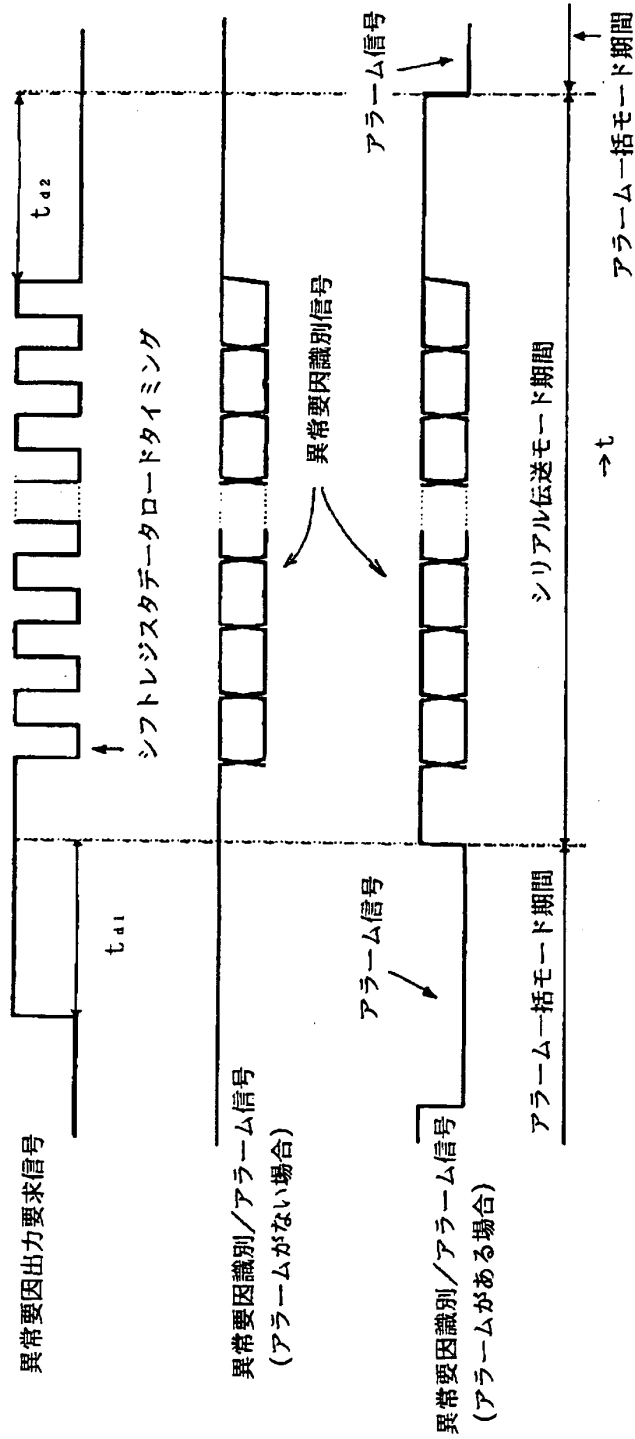 異常要因出力要求信号
td1
td2
シフトレジスタデータロードタイミング
異常要因識別/アラーム信号
(アラームがない場合)
異常要因識別信号
異常要因識別/アラーム信号
(アラームがある場合)
アラーム信号
アラーム信号
アラーム一括モード期間
シリアル伝送モード期間
アラーム一括モード期間
→t